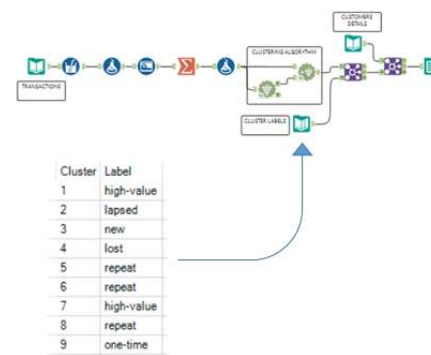 CUSTOMERS
DETAILS
CLUSTERING ALGORYTHM
TRANSACTIONS
CLUSTER LABELS
Cluster Label
1 high-value
2 lapsed
3 new
4 lost
5 repeat
6 repeat
7 high-value
8 repeat
9 one-time